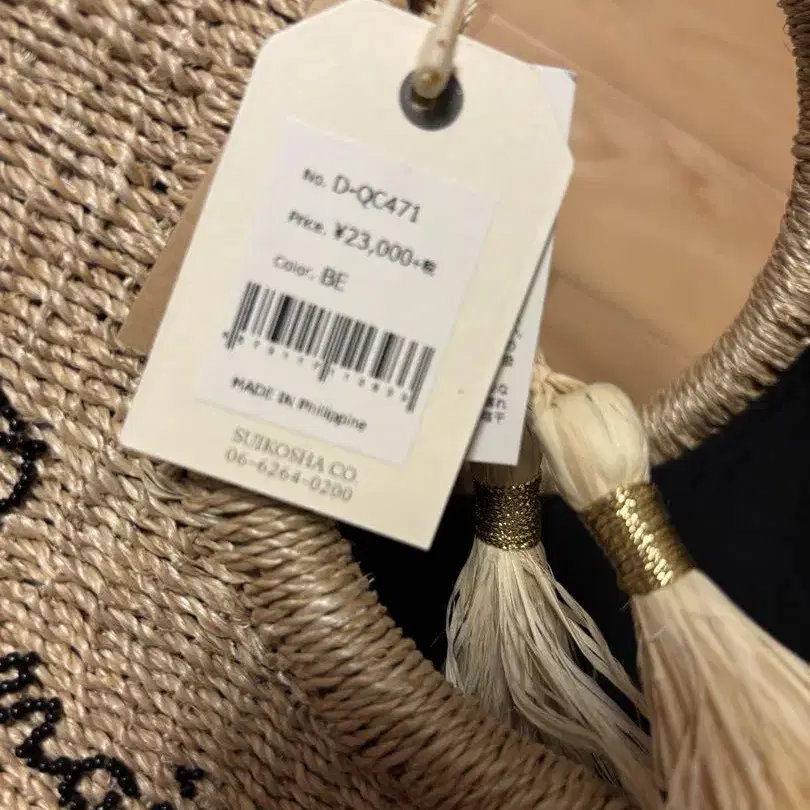 No. D-QC471
Price. ¥23,000+税
Color. BE
MADE IN Philippine
SUIKOSHA CO.
06-6264-0200